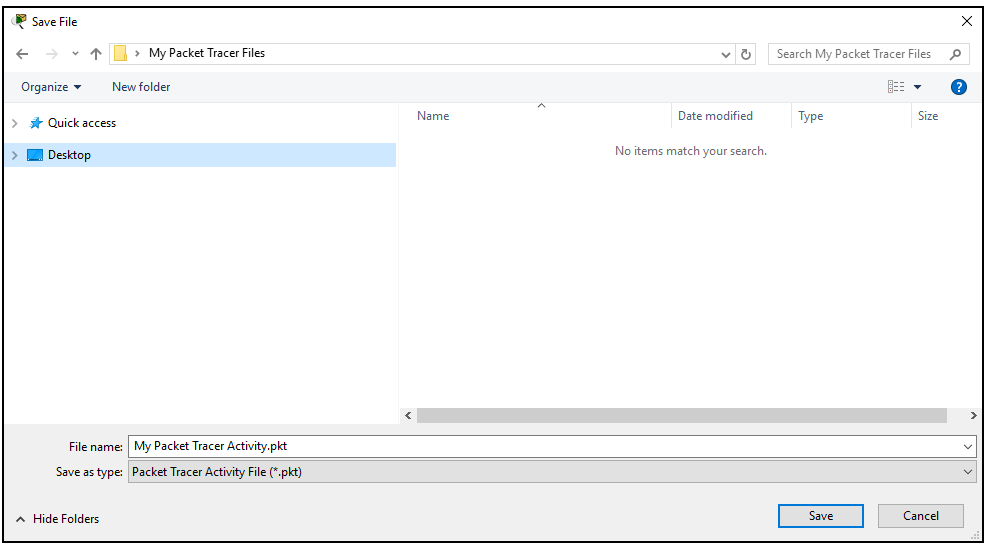 Save File
My Packet Tracer Files
Search My Packet Tracer Files
Organize
New folder
?
Quick access
Desktop
Name
Date modified
Type
Size
No items match your search.
File name: My Packet Tracer Activity.pkt
Save as type: Packet Tracer Activity File (*.pkt)
Hide Folders
Save
Cancel